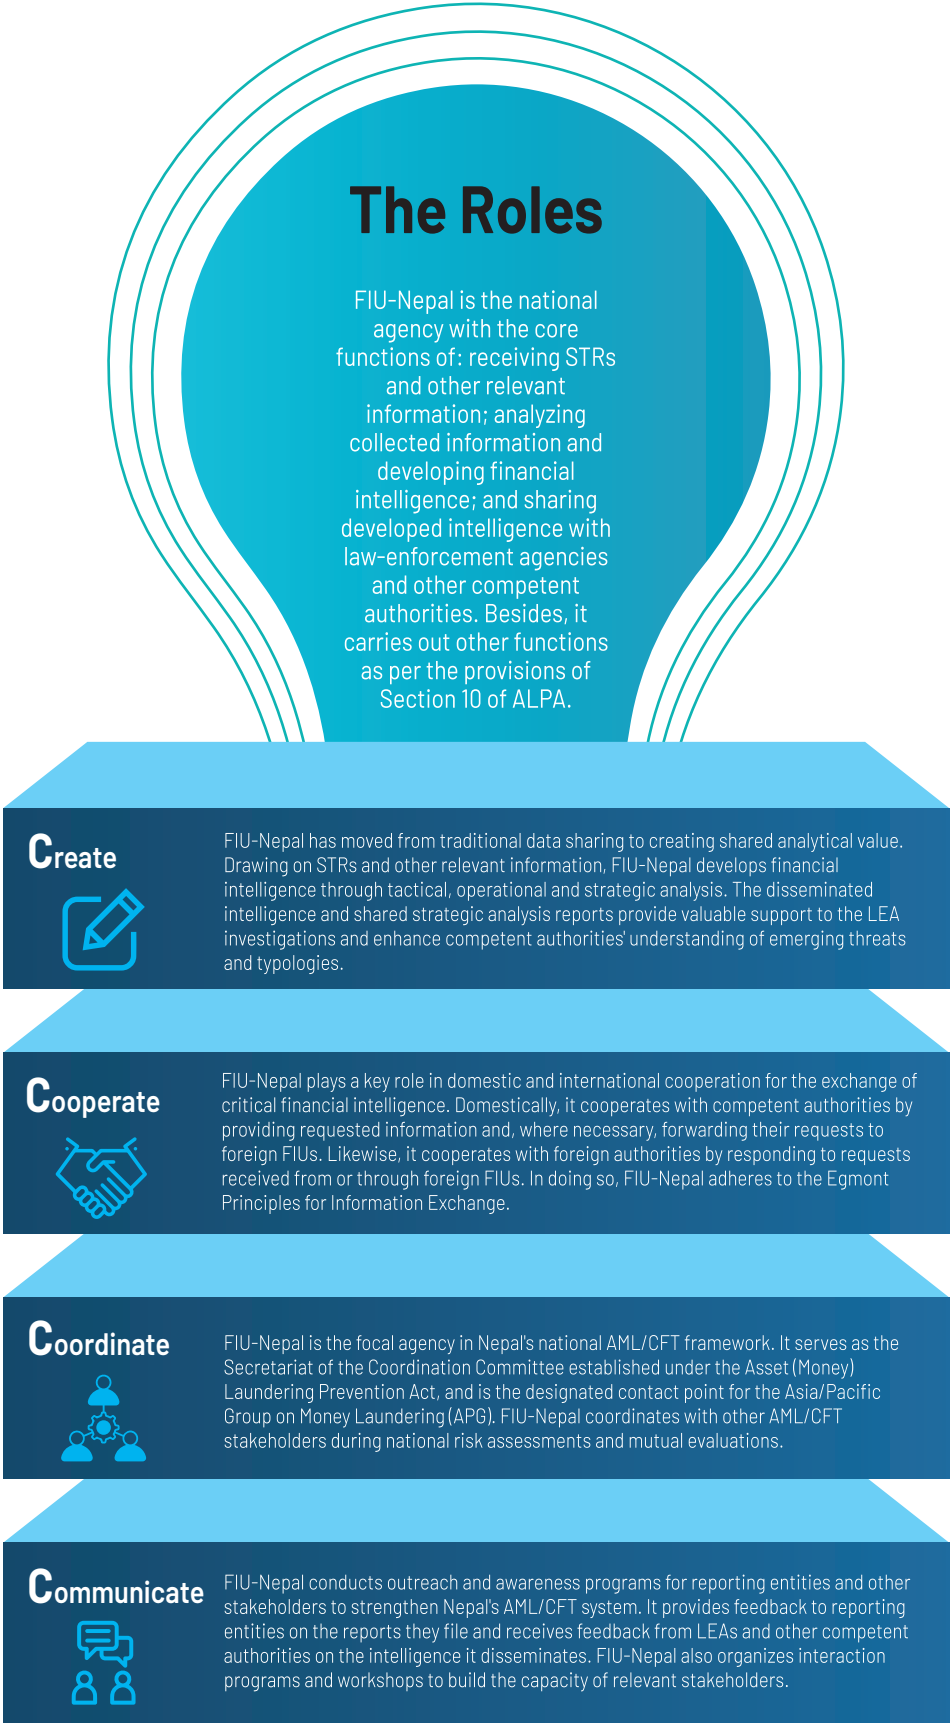 The Roles
FIU-Nepal is the national
agency with the core
functions of: receiving STRs
and other relevant
information; analyzing
collected information and
developing financial
intelligence; and sharing
developed intelligence with
law-enforcement agencies
and other competent
authorities. Besides, it
carries out other functions
as per the provisions of
Section 10 of ALPA.
Create
FIU-Nepal has moved from traditional data sharing to creating shared analytical value.
Drawing on STRs and other relevant information, FIU-Nepal develops financial
intelligence through tactical, operational and strategic analysis. The disseminated
intelligence and shared strategic analysis reports provide valuable support to the LEA
investigations and enhance competent authorities' understanding of emerging threats
and typologies.
Cooperate
FIU-Nepal plays a key role in domestic and international cooperation for the exchange of
critical financial intelligence. Domestically, it cooperates with competent authorities by
providing requested information and, where necessary, forwarding their requests to
foreign FIUs. Likewise, it cooperates with foreign authorities by responding to requests
received from or through foreign FIUs. In doing so, FIU-Nepal adheres to the Egmont
Principles for Information Exchange.
Coordinate
FIU-Nepal is the focal agency in Nepal's national AML/CFT framework. It serves as the
Secretariat of the Coordination Committee established under the Asset (Money)
Laundering Prevention Act, and is the designated contact point for the Asia/Pacific
Group on Money Laundering (APG). FIU-Nepal coordinates with other AML/CFT
stakeholders during national risk assessments and mutual evaluations.
Communicate
FIU-Nepal conducts outreach and awareness programs for reporting entities and other
stakeholders to strengthen Nepal's AML/CFT system. It provides feedback to reporting
entities on the reports they file and receives feedback from LEAs and other competent
authorities on the intelligence it disseminates. FIU-Nepal also organizes interaction
programs and workshops to build the capacity of relevant stakeholders.